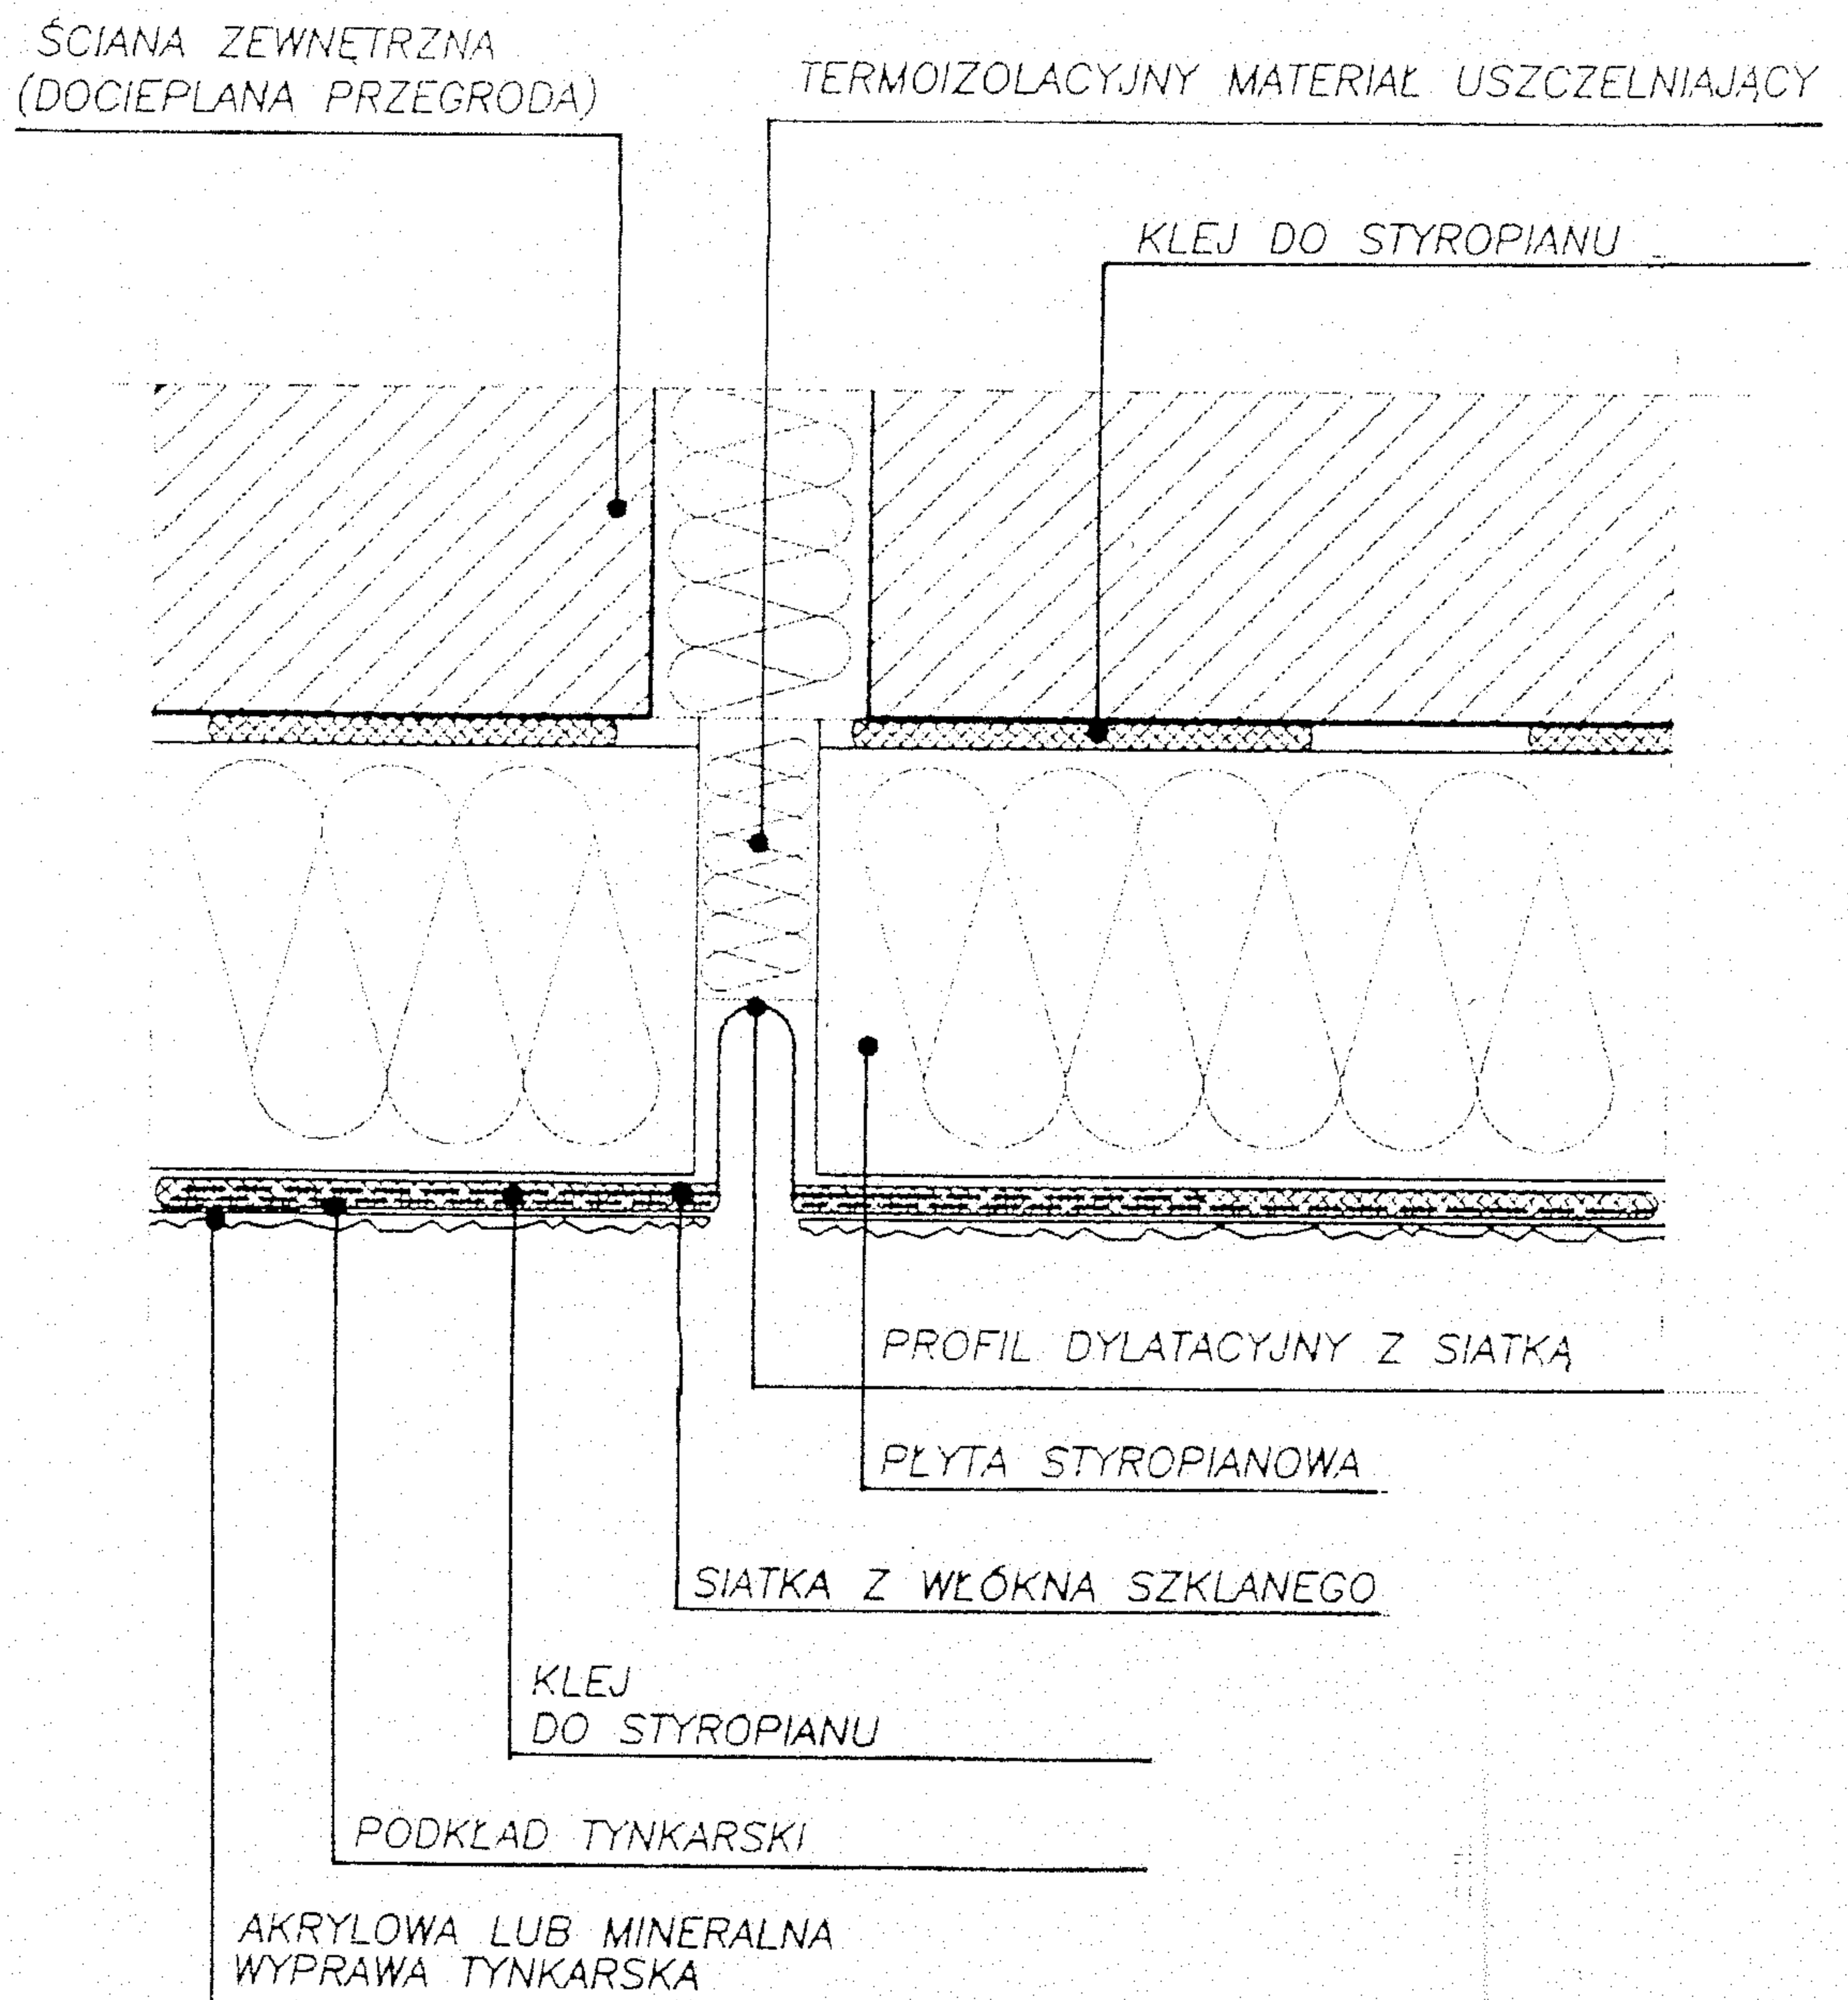 ŚCIANA ZEWNĘTRZNA
(DOCIEPLANA PRZEGRODA)
TERMOIZOLACYJNY MATERIAŁ USZCZELNIAJĄCY
KLEJ DO STYROPIANU
PROFIL DYLATACYJNY Z SIATKĄ
PŁYTA STYROPIANOWA
SIATKA Z WŁÓKNA SZKLANEGO
KLEJ
DO STYROPIANU
PODKŁAD TYNKARSKI
AKRYLOWA LUB MINERALNA
WYPRAWA TYNKARSKA